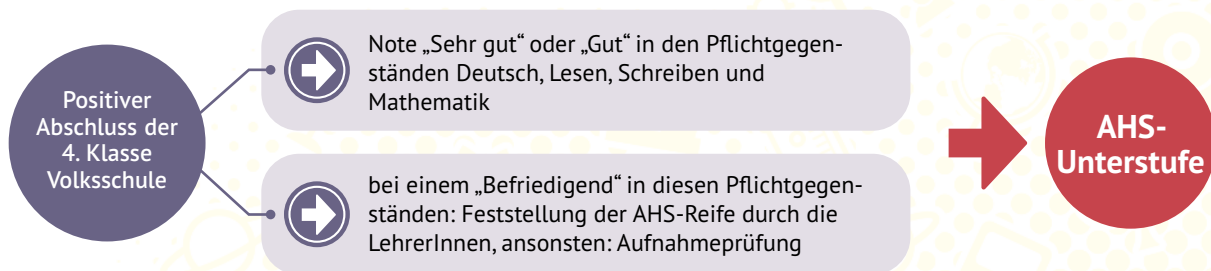 Positiver
Abschluss der
4. Klasse
Volksschule
Note „Sehr gut“ oder „Gut“ in den Pflichtgegen-
ständen Deutsch, Lesen, Schreiben und
Mathematik
bei einem „Befriedigend“ in diesen Pflichtgegen-
ständen: Feststellung der AHS-Reife durch die
LehrerInnen, ansonsten: Aufnahmeprüfung
AHS-
Unterstufe